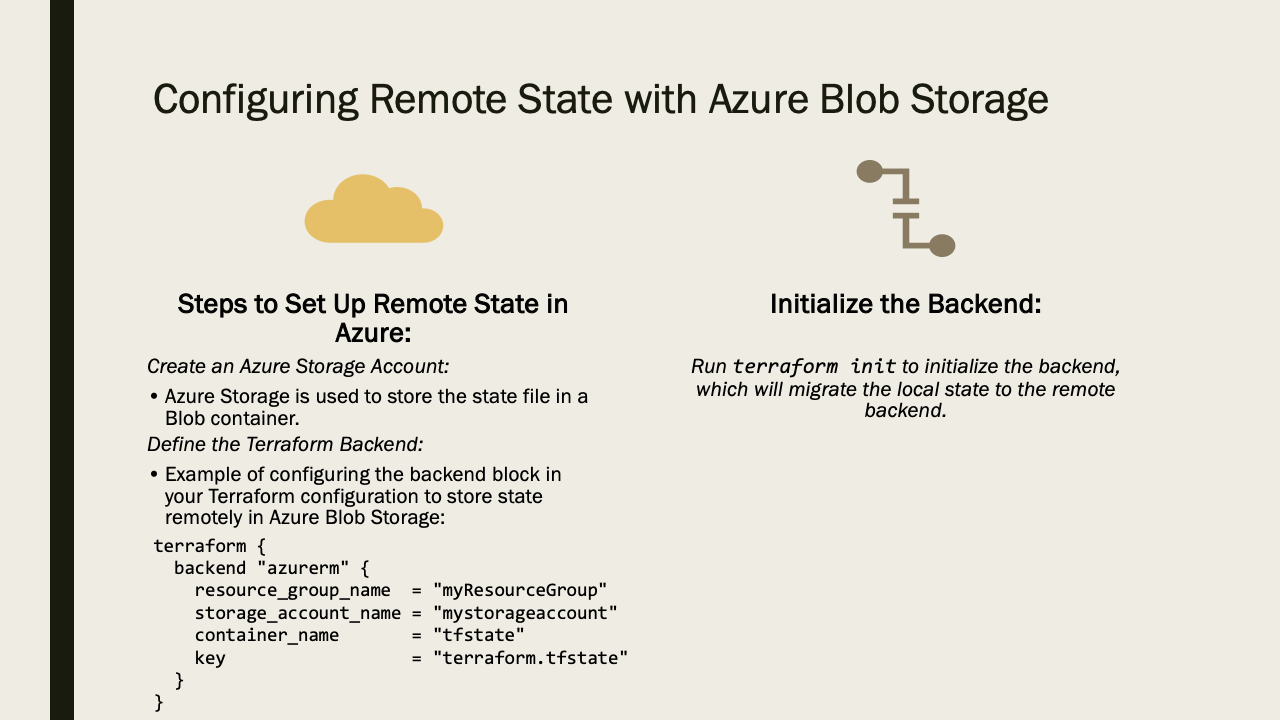 Configuring Remote State with Azure Blob Storage
Steps to Set Up Remote State in
Azure:
Create an Azure Storage Account:
• Azure Storage is used to store the state file in a
Blob container.
Define the Terraform Backend:
• Example of configuring the backend block in
your Terraform configuration to store state
remotely in Azure Blob Storage:
terraform {
  backend "azurerm" {
    resource_group_name  = "myResourceGroup"
    storage_account_name = "mystorageaccount"
    container_name       = "tfstate"
    key                  = "terraform.tfstate"
  }
}
Initialize the Backend:
Run terraform init to initialize the backend,
which will migrate the local state to the remote
backend.